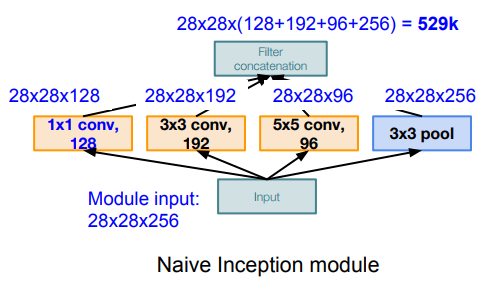 28x28x(128+192+96+256) = 529k
Filter
concatenation
28x28x128
28x28x192
28x28x96
28x28x256
1x1 conv,
128
3x3 conv,
192
5x5 conv,
96
3x3 pool
Module input:
28x28x256
Input
Naive Inception module